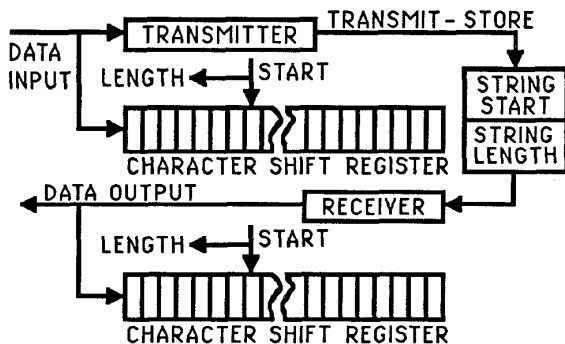 TRANSMIT-STORE
TRANSMITTER
DATA
INPUT
LENGTH
START
STRING
START
STRING
LENGTH
CHARACTER SHIFT REGISTER
DATA OUTPUT
RECEIVER
LENGTH
START
CHARACTER SHIFT REGISTER